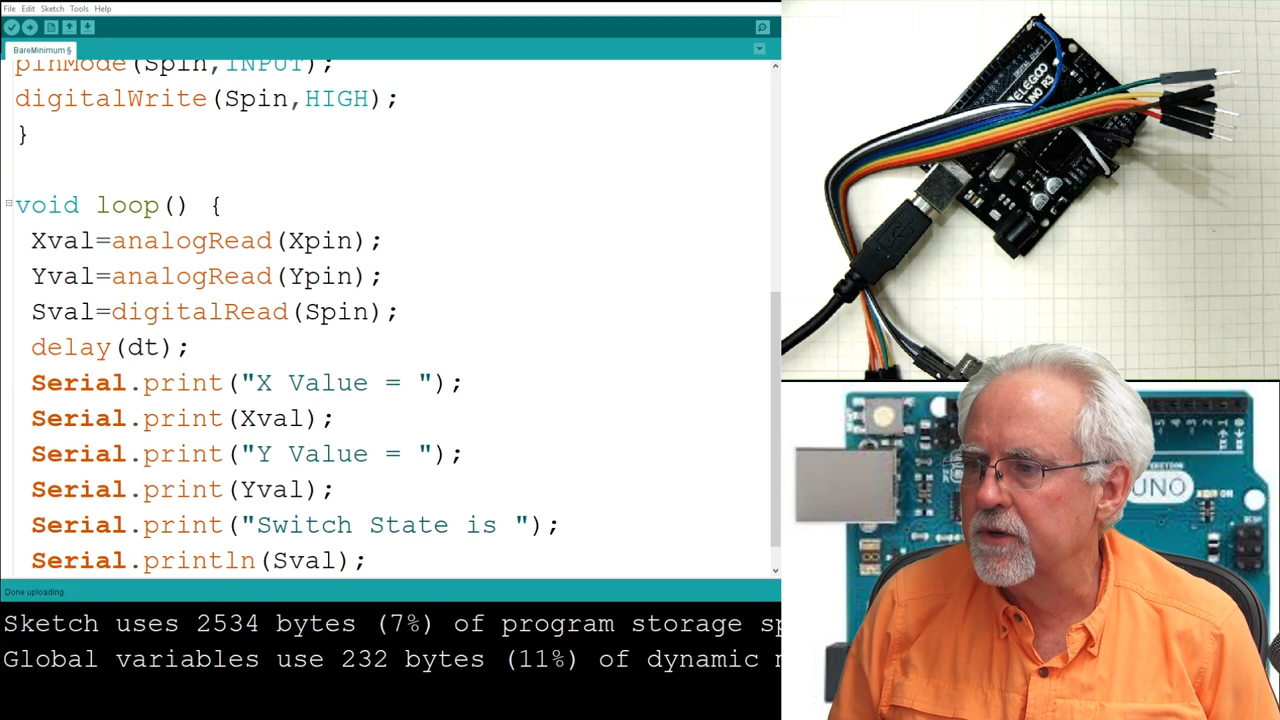 File Edit Sketch Tools Help
BareMinimum §
pinMode(Spin,INPUT);
digitalWrite(Spin,HIGH);
}
void loop() {
Xval=analogRead(Xpin);
Yval=analogRead(Ypin);
Sval=digitalRead(Spin);
delay(dt);
Serial.print("X Value = ");
Serial.print(Xval);
Serial.print("Y Value = ");
Serial.print(Yval);
Serial.print("Switch State is ");
Serial.println(Sval);
Done uploading.
Sketch uses 2534 bytes (7%) of program storage
Global variables use 232 bytes (11%) of dynamic
ELEGOO
UNO R3
UNO
ON